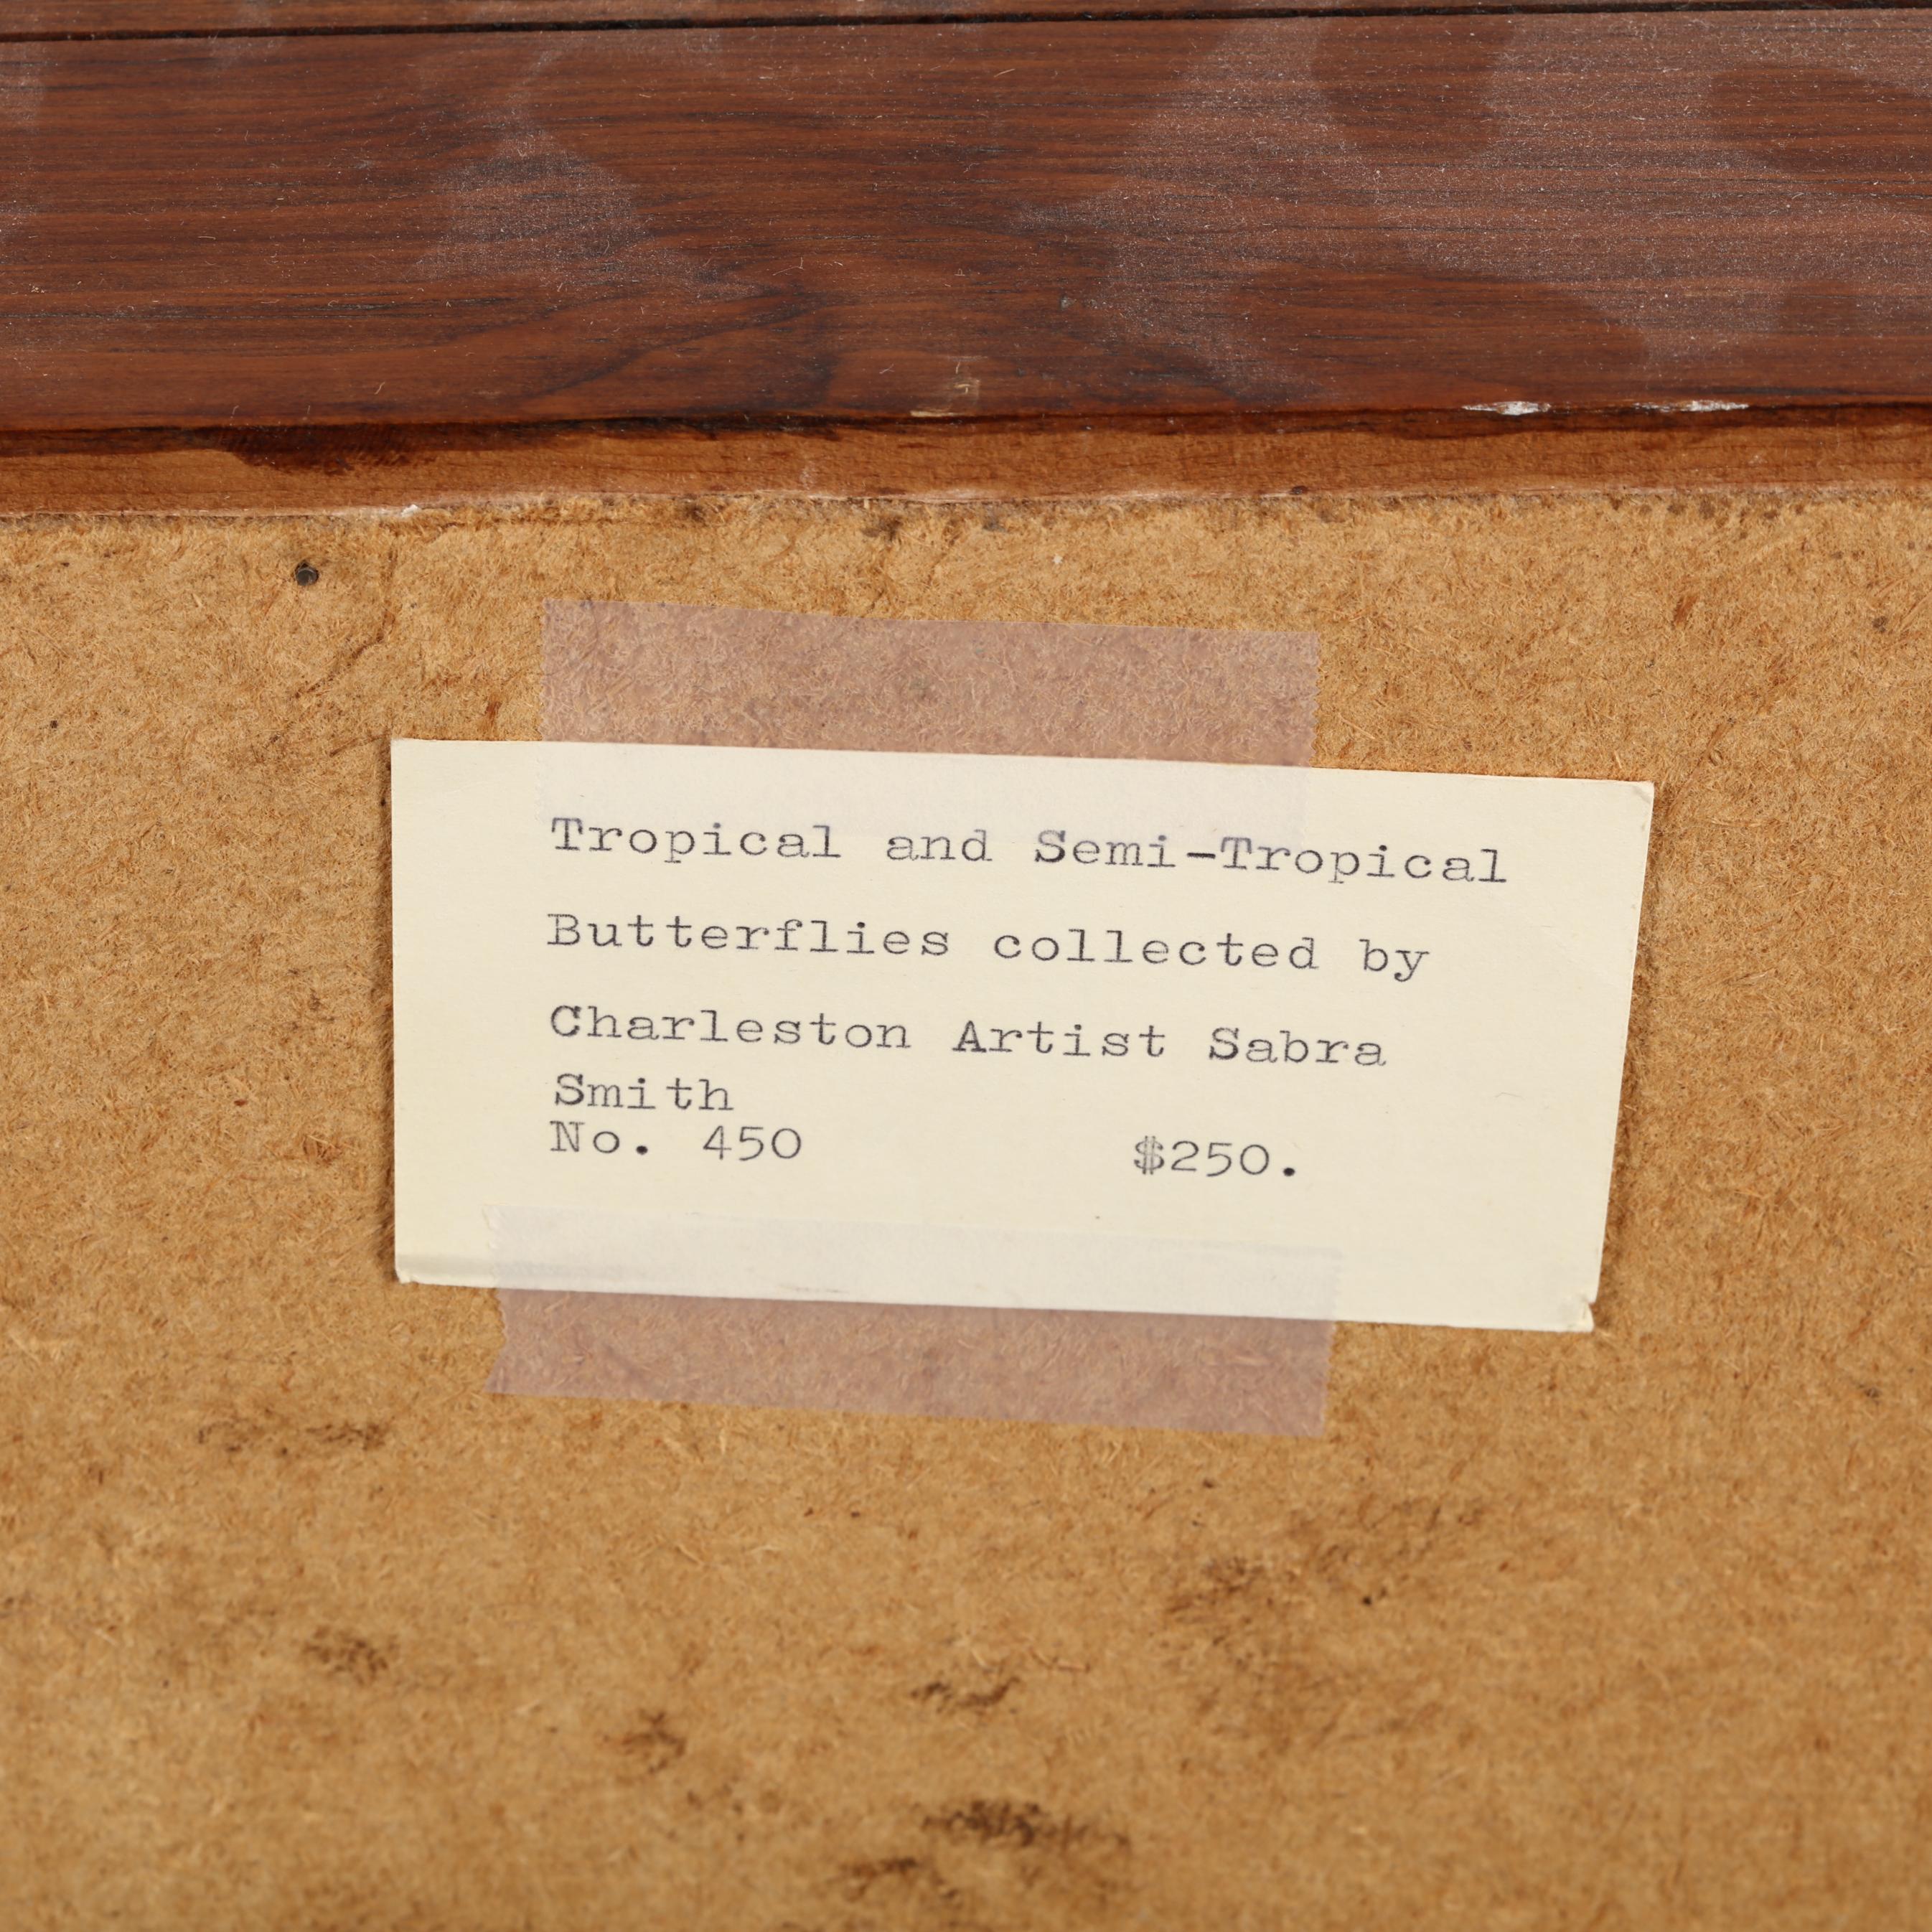 Tropical and Semi-Tropical
Butterflies collected by
Charleston Artist Sabra
Smith
No. 450 $250.